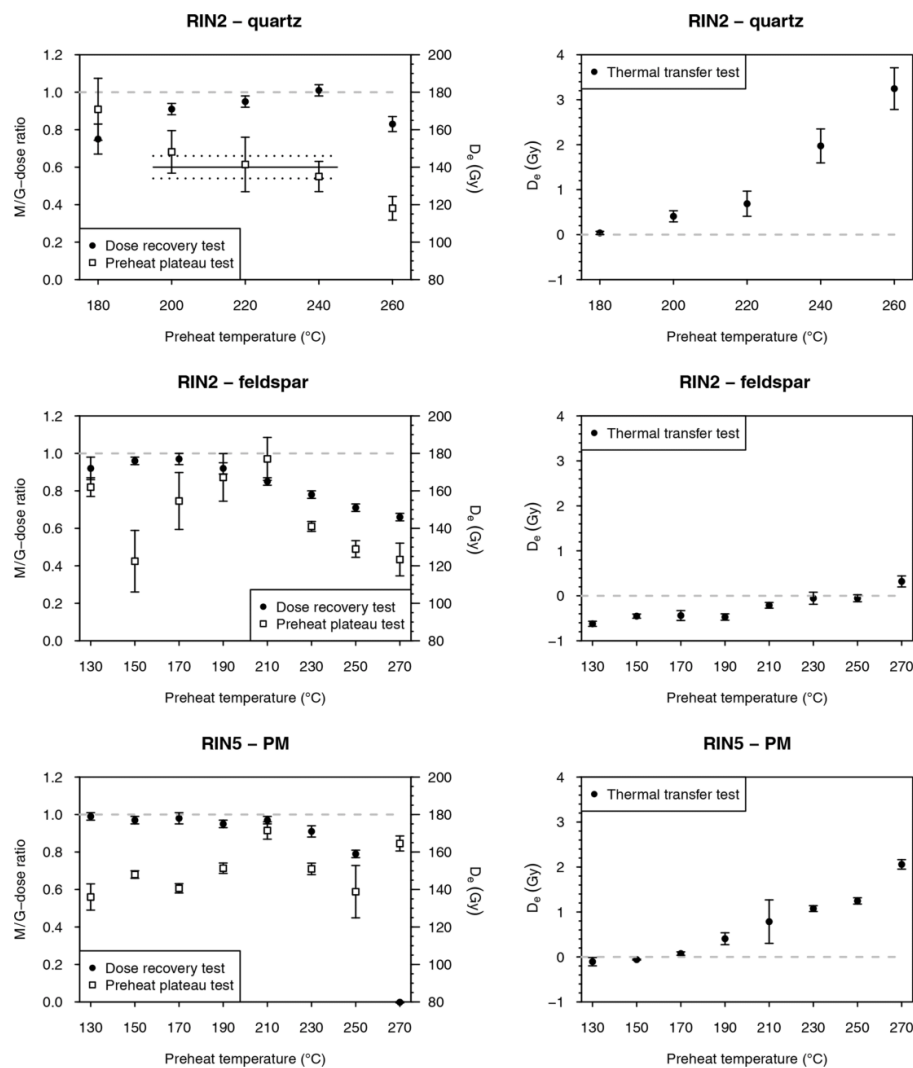 RIN2 – quartz
1.2
1.0
0.8
0.6
0.4
0.2
0.0
M/G−dose ratio
200
180
160
140
120
100
80
De (Gy)
Dose recovery test
Preheat plateau test
180 200 220 240 260
Preheat temperature (°C)
RIN2 – quartz
4
3
2
1
0
−1
De (Gy)
Thermal transfer test
180 200 220 240 260
Preheat temperature (°C)
RIN2 – feldspar
1.2
1.0
0.8
0.6
0.4
0.2
0.0
M/G−dose ratio
200
180
160
140
120
100
80
De (Gy)
Dose recovery test
Preheat plateau test
130 150 170 190 210 230 250 270
Preheat temperature (°C)
RIN2 – feldspar
4
3
2
1
0
−1
De (Gy)
Thermal transfer test
130 150 170 190 210 230 250 270
Preheat temperature (°C)
RIN5 – PM
1.2
1.0
0.8
0.6
0.4
0.2
0.0
M/G−dose ratio
200
180
160
140
120
100
80
De (Gy)
Dose recovery test
Preheat plateau test
130 150 170 190 210 230 250 270
Preheat temperature (°C)
RIN5 – PM
4
3
2
1
0
−1
De (Gy)
Thermal transfer test
130 150 170 190 210 230 250 270
Preheat temperature (°C)